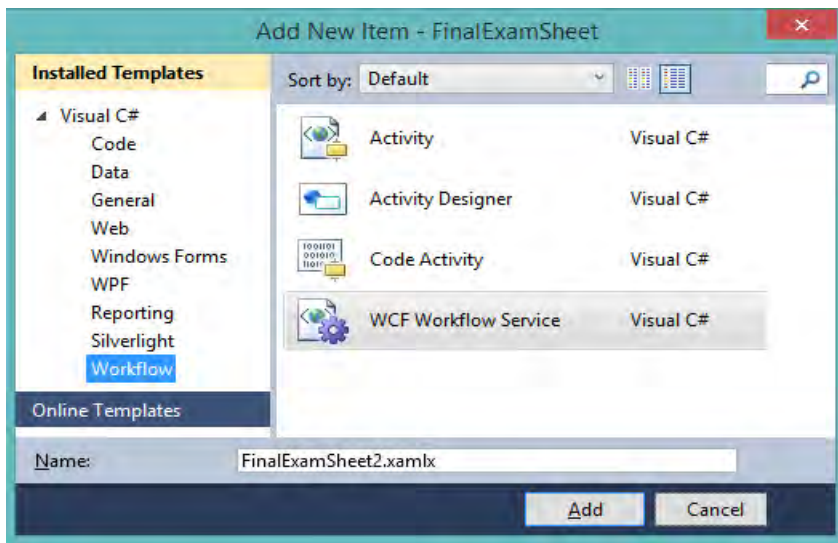 Add New Item - FinalExamSheet
Installed Templates
Sort by: Default
Visual C#
Code
Data
General
Web
Windows Forms
WPF
Reporting
Silverlight
Workflow
Online Templates
Activity Visual C#
Activity Designer Visual C#
Code Activity Visual C#
WCF Workflow Service Visual C#
Name: FinalExamSheet2.xamlx
Add Cancel